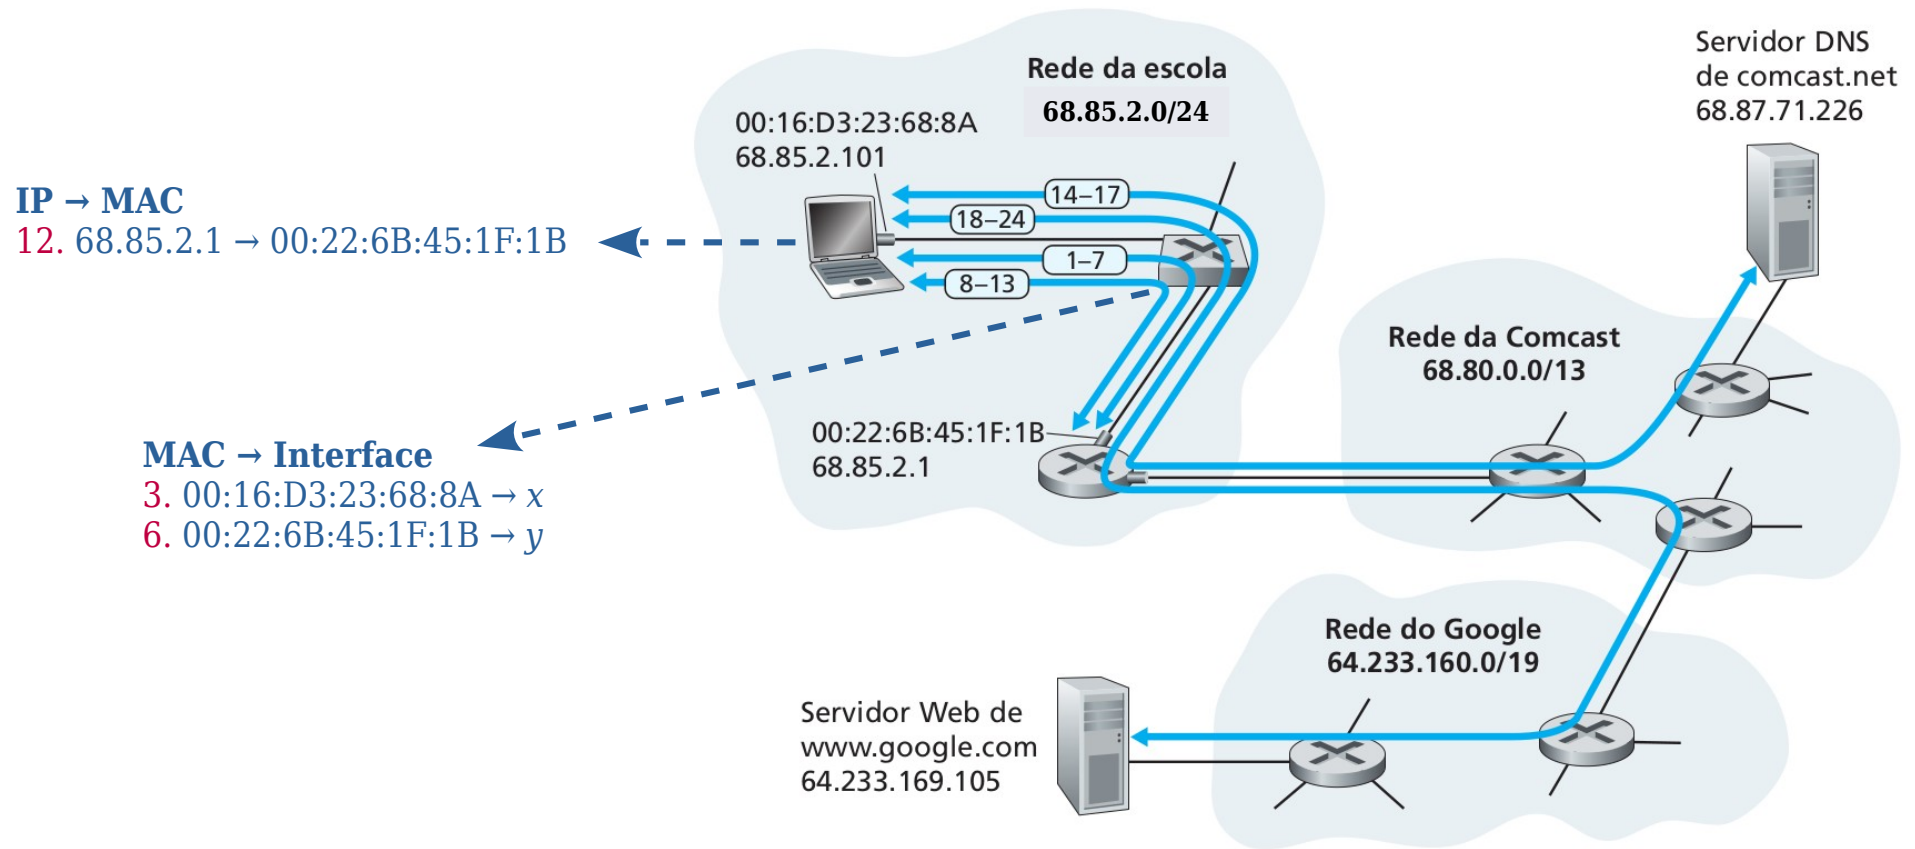 Servidor DNS
de comcast.net
68.87.71.226
Rede da escola
68.85.2.0/24
00:16:D3:23:68:8A
68.85.2.101
IP → MAC
12. 68.85.2.1 → 00:22:6B:45:1F:1B
14–17
18–24
1–7
8–13
Rede da Comcast
68.80.0.0/13
00:22:6B:45:1F:1B
68.85.2.1
MAC → Interface
3. 00:16:D3:23:68:8A → x
6. 00:22:6B:45:1F:1B → y
Rede do Google
64.233.160.0/19
Servidor Web de
www.google.com
64.233.169.105